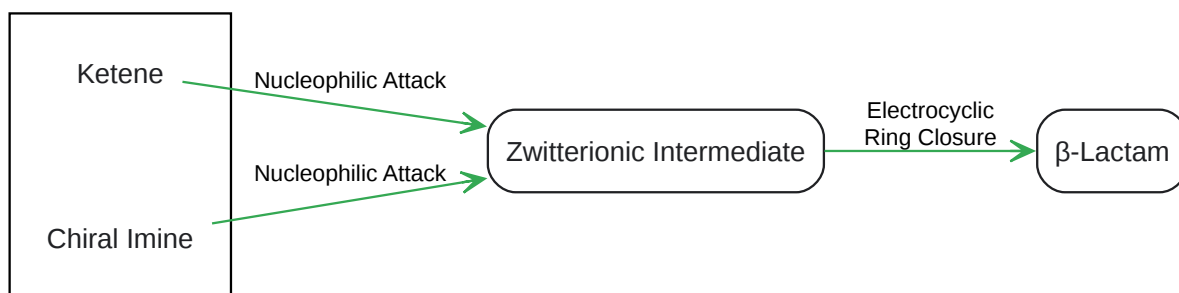 Ketene
Nucleophilic Attack
Nucleophilic Attack
Chiral Imine
Zwitterionic Intermediate
Electrocyclic
Ring Closure
β-Lactam